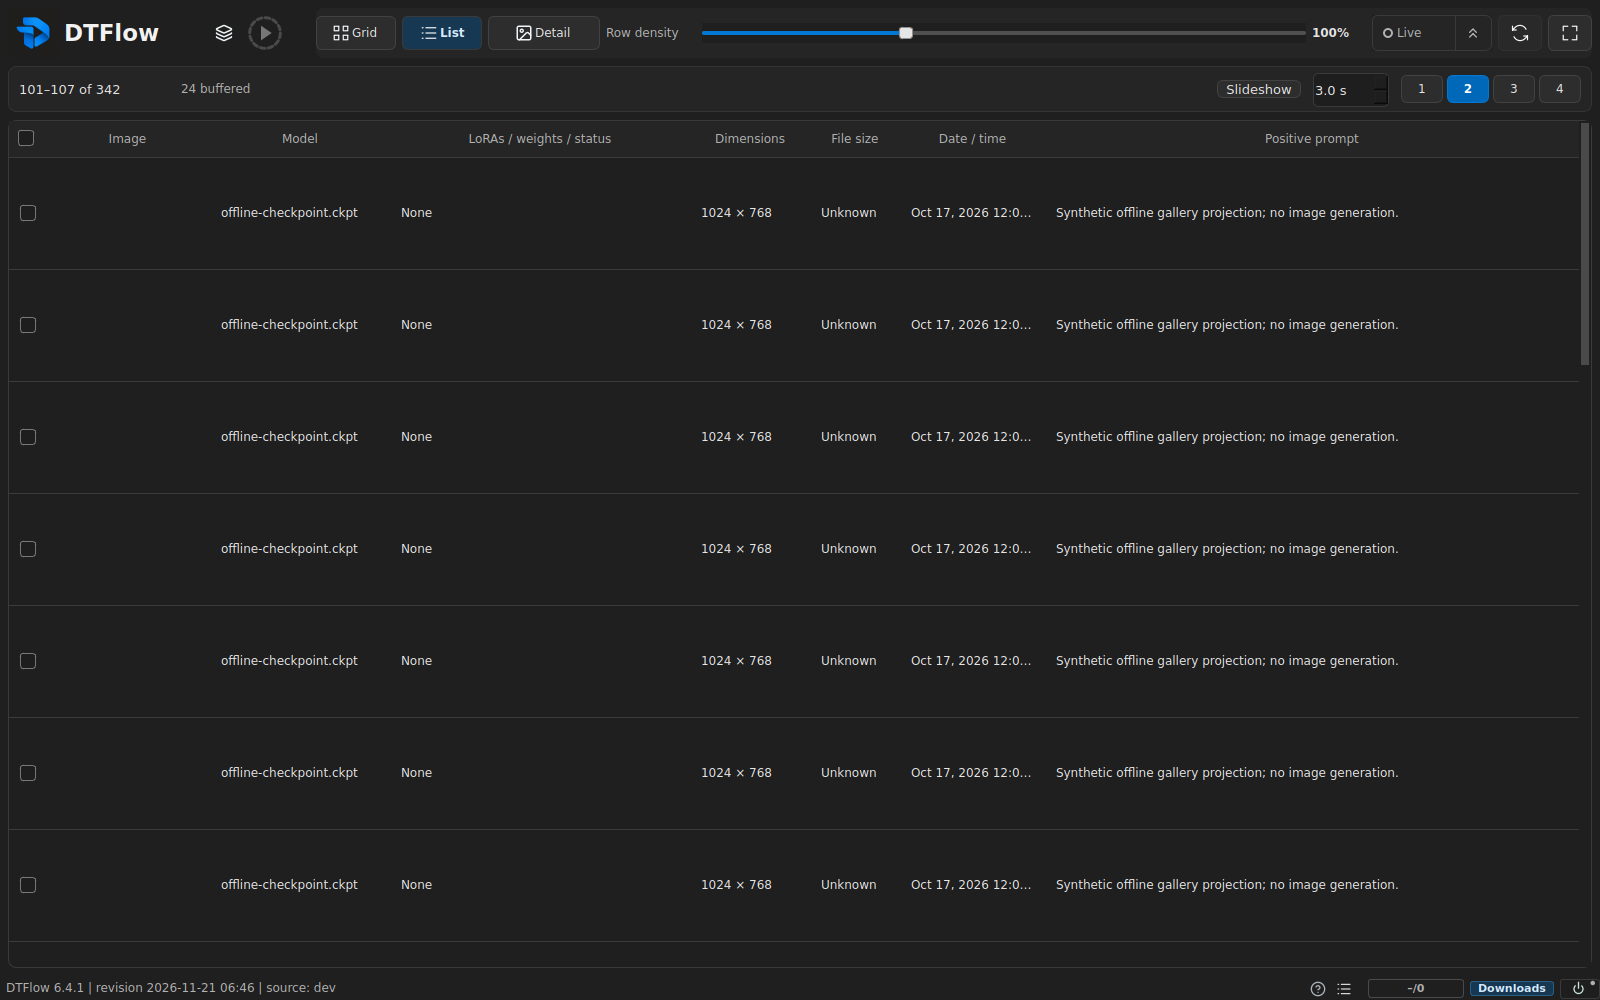 DTFlow Grid List Detail Row density 100% Live
101–107 of 342 24 buffered Slideshow 3.0 s 1 2 3 4
Image Model LoRAs / weights / status Dimensions File size Date / time Positive prompt
offline-checkpoint.ckpt None 1024 × 768 Unknown Oct 17, 2026 12:0... Synthetic offline gallery projection; no image generation.
offline-checkpoint.ckpt None 1024 × 768 Unknown Oct 17, 2026 12:0... Synthetic offline gallery projection; no image generation.
offline-checkpoint.ckpt None 1024 × 768 Unknown Oct 17, 2026 12:0... Synthetic offline gallery projection; no image generation.
offline-checkpoint.ckpt None 1024 × 768 Unknown Oct 17, 2026 12:0... Synthetic offline gallery projection; no image generation.
offline-checkpoint.ckpt None 1024 × 768 Unknown Oct 17, 2026 12:0... Synthetic offline gallery projection; no image generation.
offline-checkpoint.ckpt None 1024 × 768 Unknown Oct 17, 2026 12:0... Synthetic offline gallery projection; no image generation.
offline-checkpoint.ckpt None 1024 × 768 Unknown Oct 17, 2026 12:0... Synthetic offline gallery projection; no image generation.
DTFlow 6.4.1 | revision 2026-11-21 06:46 | source: dev –/0 Downloads